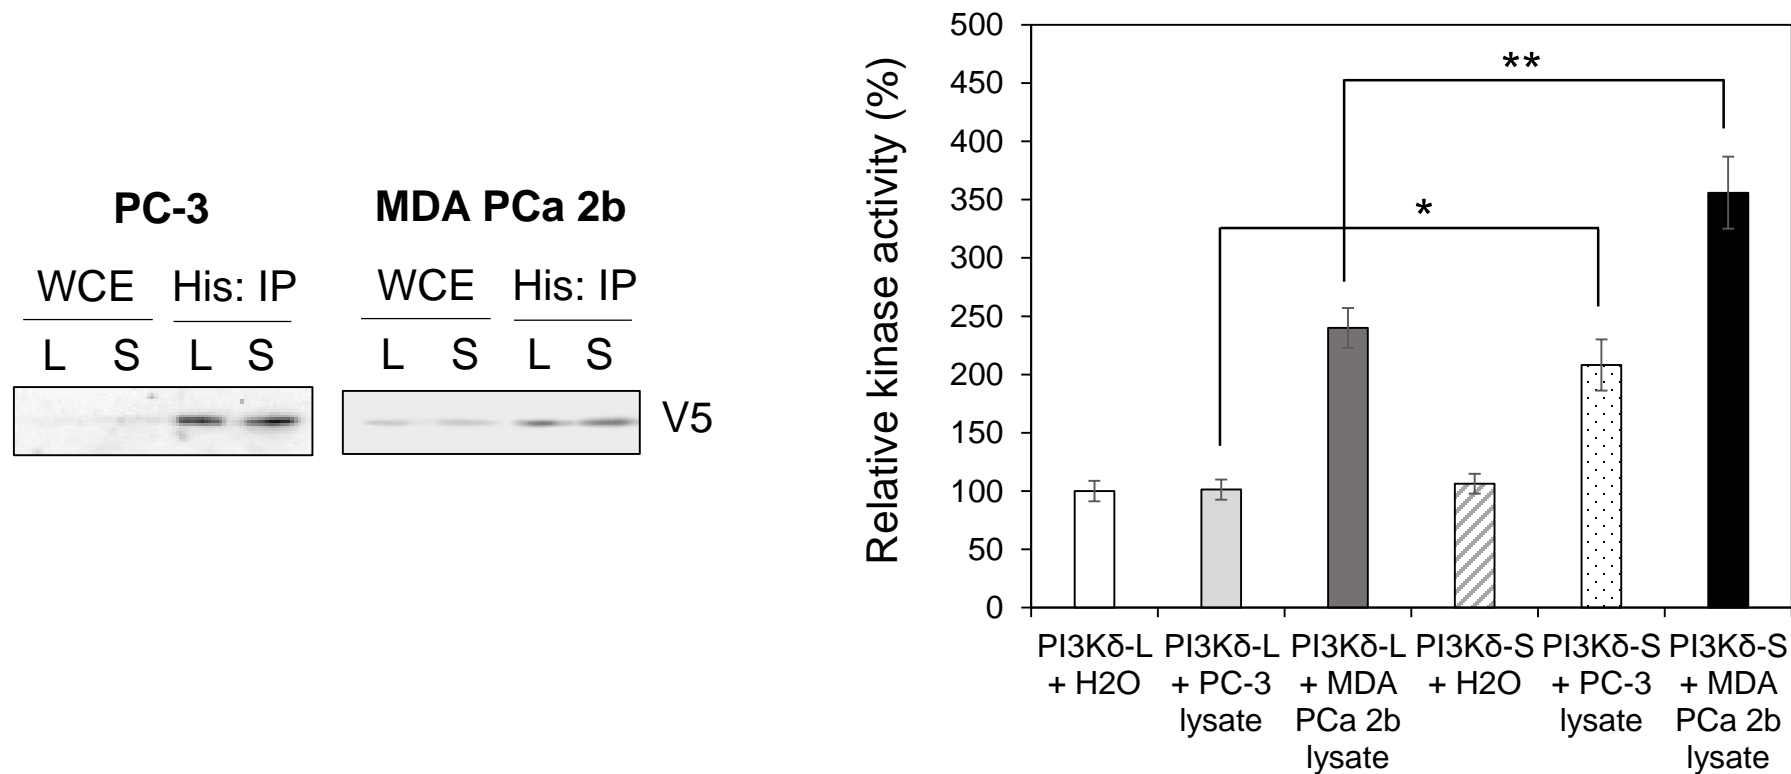 PC-3
MDA PCa 2b
WCE His: IP
WCE His: IP
L S L S
L S L S
V5
Relative kinase activity (%)
500
450
400
350
300
250
200
150
100
50
0
**
*
PI3Kδ-L
+ H2O
PI3Kδ-L
+ PC-3
lysate
PI3Kδ-L
+ MDA
PCa 2b
lysate
PI3Kδ-S
+ H2O
PI3Kδ-S
+ PC-3
lysate
PI3Kδ-S
+ MDA
PCa 2b
lysate